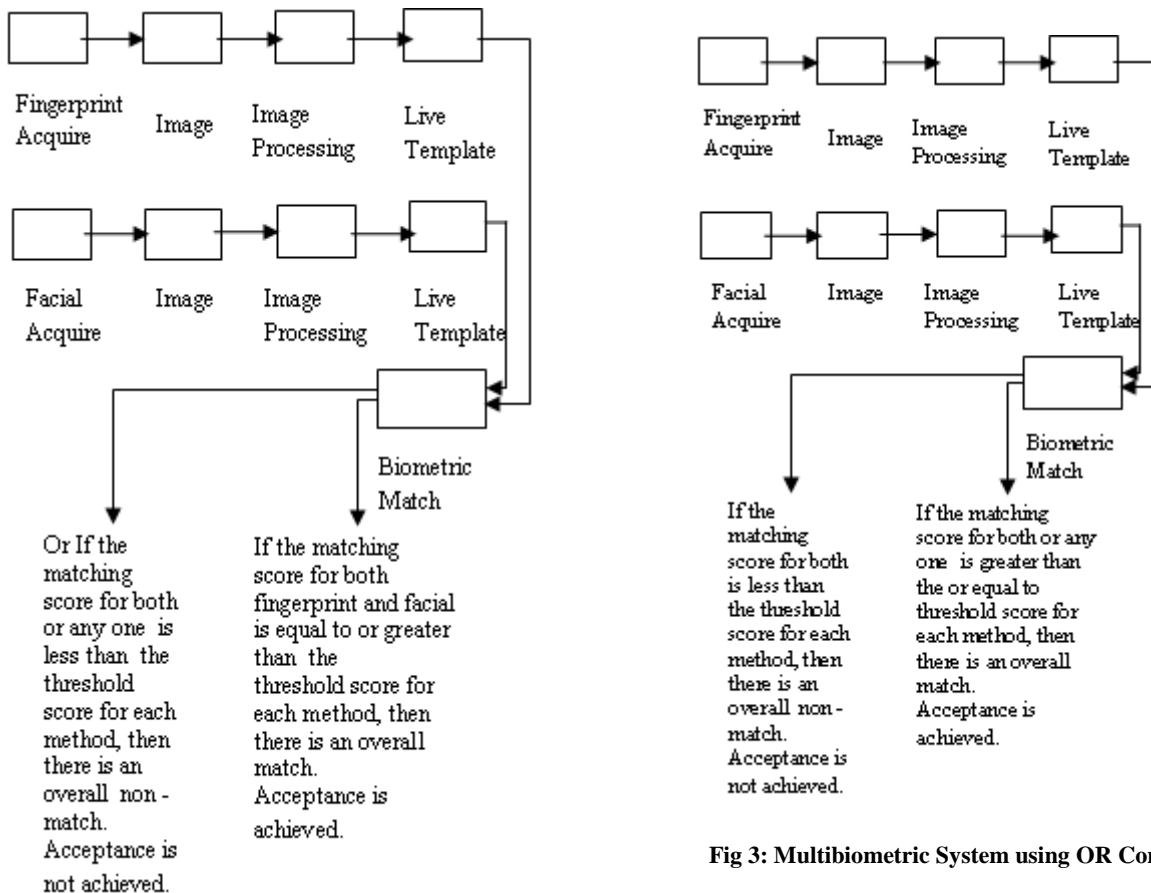 Fingerprint
Acquire
Image
Image
Processing
Live
Template
Facial
Acquire
Image
Image
Processing
Live
Template
Biometric
Match
Or If the
matching
score for both
or any one is
less than the
threshold
score for each
method, then
there is an
overall non -
match.
Acceptance is
not achieved.
If the matching
score for both
fingerprint and facial
is equal to or greater
than the
threshold score for
each method, then
there is an overall
match.
Acceptance is
achieved.
Fingerprint
Acquire
Image
Image
Processing
Live
Template
Facial
Acquire
Image
Image
Processing
Live
Template
Biometric
Match
If the
matching
score for both
is less than
the threshold
score for each
method, then
there is an
overall non -
match.
Acceptance is
not achieved.
If the matching
score for both or any
one is greater than
the or equal to
threshold score for
each method, then
there is an overall
match.
Acceptance is
achieved.
Fig 3: Multibiometric System using OR